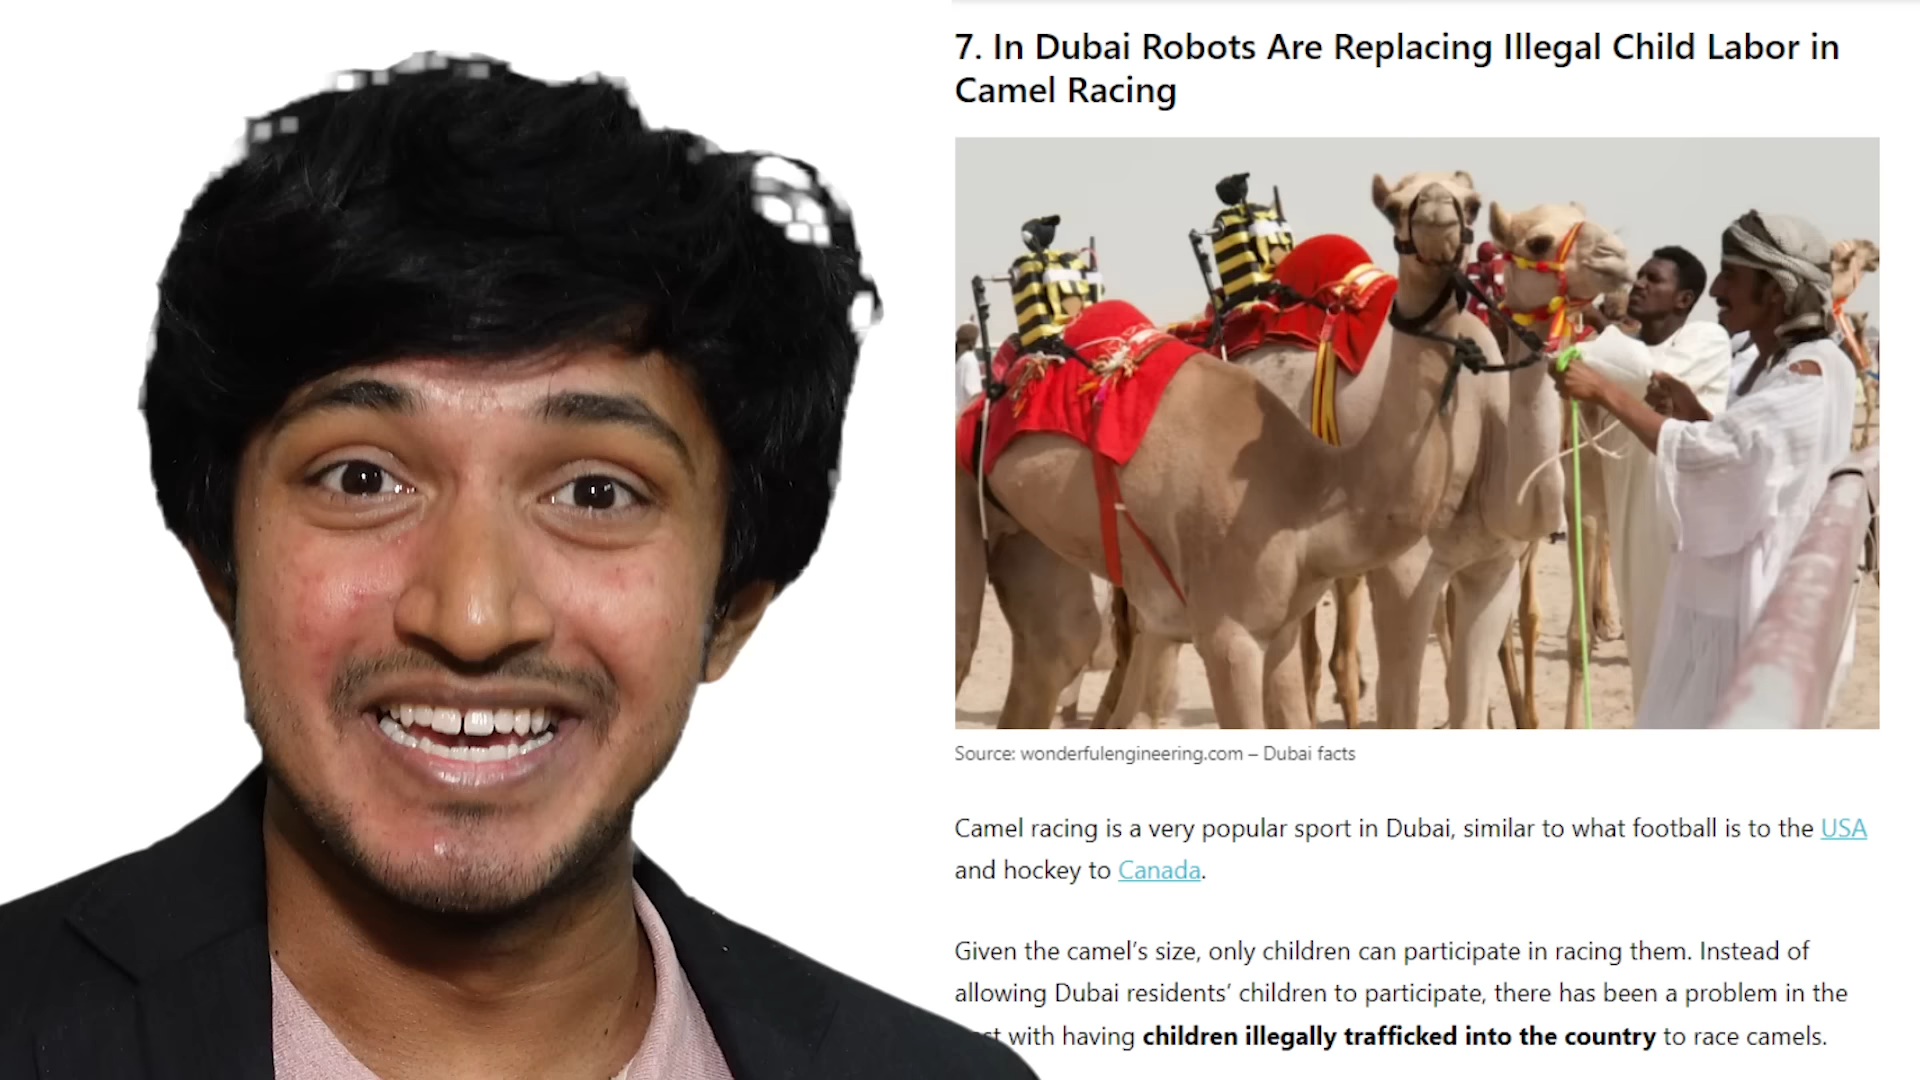 7. In Dubai Robots Are Replacing Illegal Child Labor in
Camel Racing
Source: wonderfulengineering.com – Dubai facts
Camel racing is a very popular sport in Dubai, similar to what football is to the USA
and hockey to Canada.
Given the camel’s size, only children can participate in racing them. Instead of
allowing Dubai residents’ children to participate, there has been a problem in the
with having children illegally trafficked into the country to race camels.